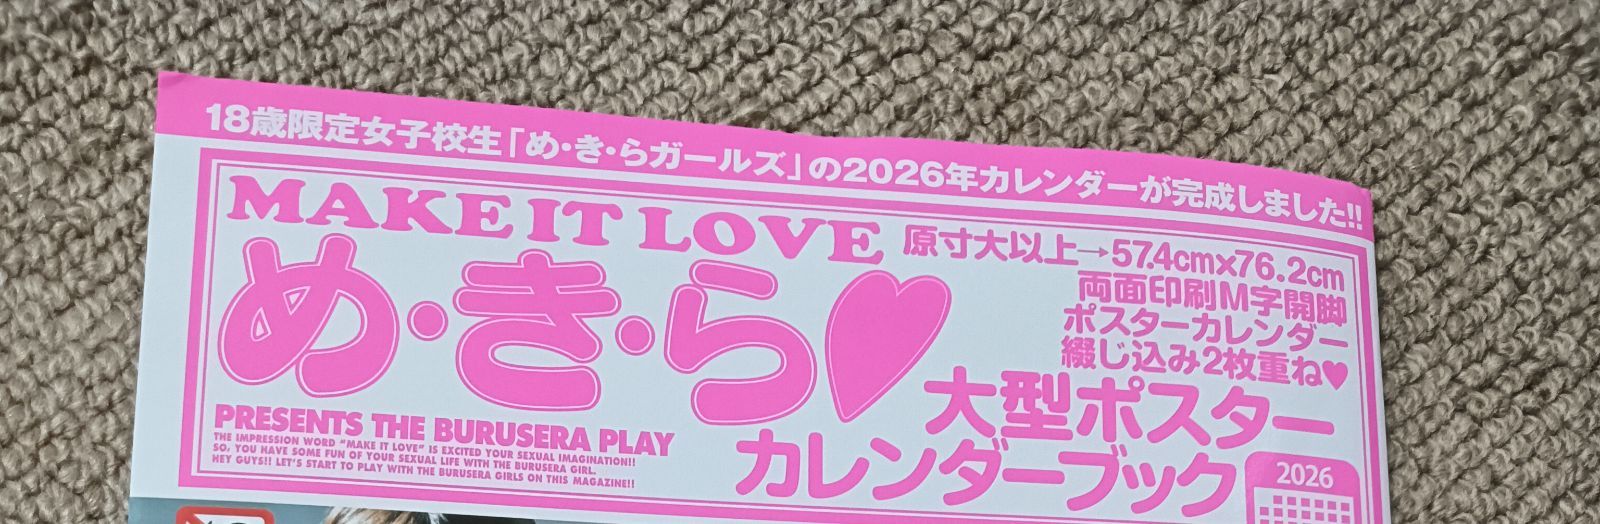 18歳限定女子校生「め・き・らガールズ」の2026年カレンダーが完成しました!!
MAKE IT LOVE
め・き・ら♥
原寸大以上→57.4cm×76.2cm
両面印刷M字開脚
ポスターカレンダー
綴じ込み2枚重ね♥
大型ポスター
カレンダーブック
2026
PRESENTS THE BURUSERA PLAY
THE IMPRESSION WORD "MAKE IT LOVE" IS EXCITED YOUR SEXUAL IMAGINATION!!
SO, YOU HAVE SOME FUN OF YOUR SEXUAL LIFE WITH THE BURUSERA GIRL.
HEY GUYS!! LET'S START TO PLAY WITH THE BURUSERA GIRLS ON THIS MAGAZINE!!